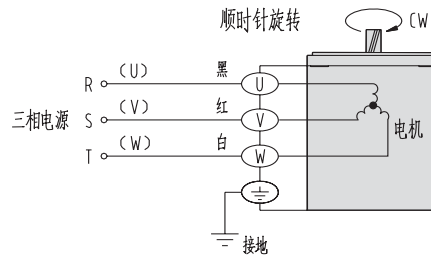 顺时针旋转 CW
R (U) 黑 U
三相电源 S (V) 红 V
电机
T (W) 白 W
接地